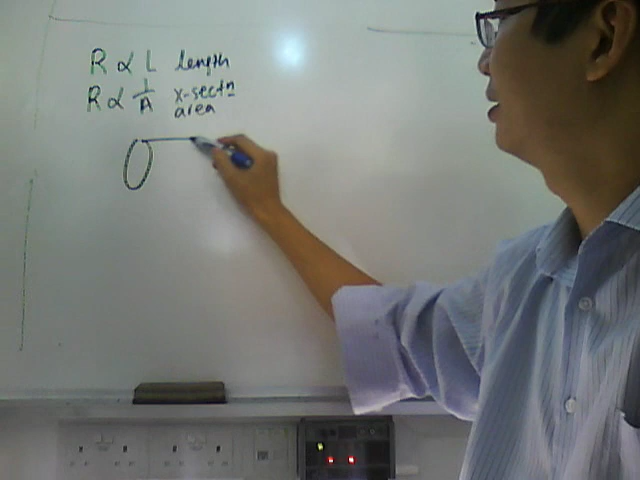 R ∝ L length
R ∝ 1/A x-sectn
area